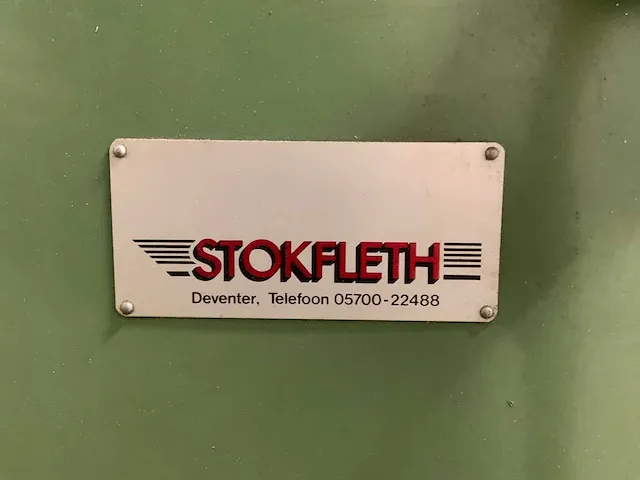 STOKFLETH
Deventer, Telefoon 05700-22488